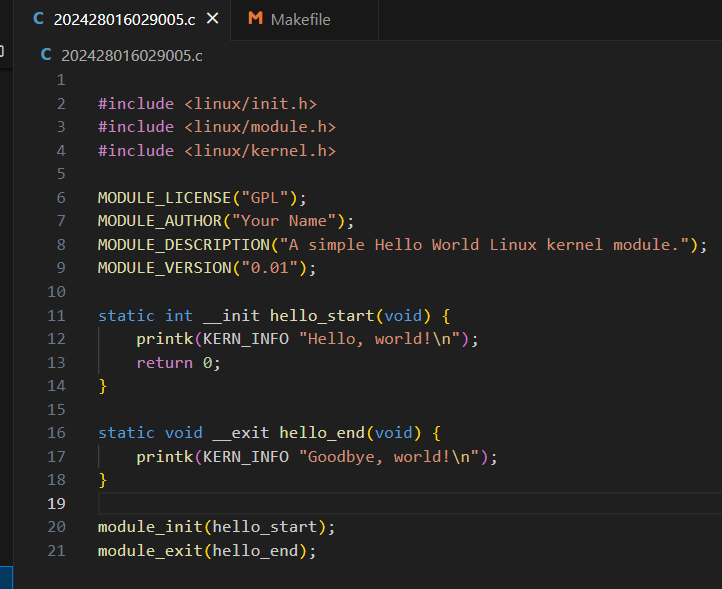 C 202428016029005.c × M Makefile
C 202428016029005.c
1
2 #include <linux/init.h>
3 #include <linux/module.h>
4 #include <linux/kernel.h>
5
6 MODULE_LICENSE("GPL");
7 MODULE_AUTHOR("Your Name");
8 MODULE_DESCRIPTION("A simple Hello World Linux kernel module.");
9 MODULE_VERSION("0.01");
10
11 static int __init hello_start(void) {
12     printk(KERN_INFO "Hello, world!\n");
13     return 0;
14 }
15
16 static void __exit hello_end(void) {
17     printk(KERN_INFO "Goodbye, world!\n");
18 }
19
20 module_init(hello_start);
21 module_exit(hello_end);